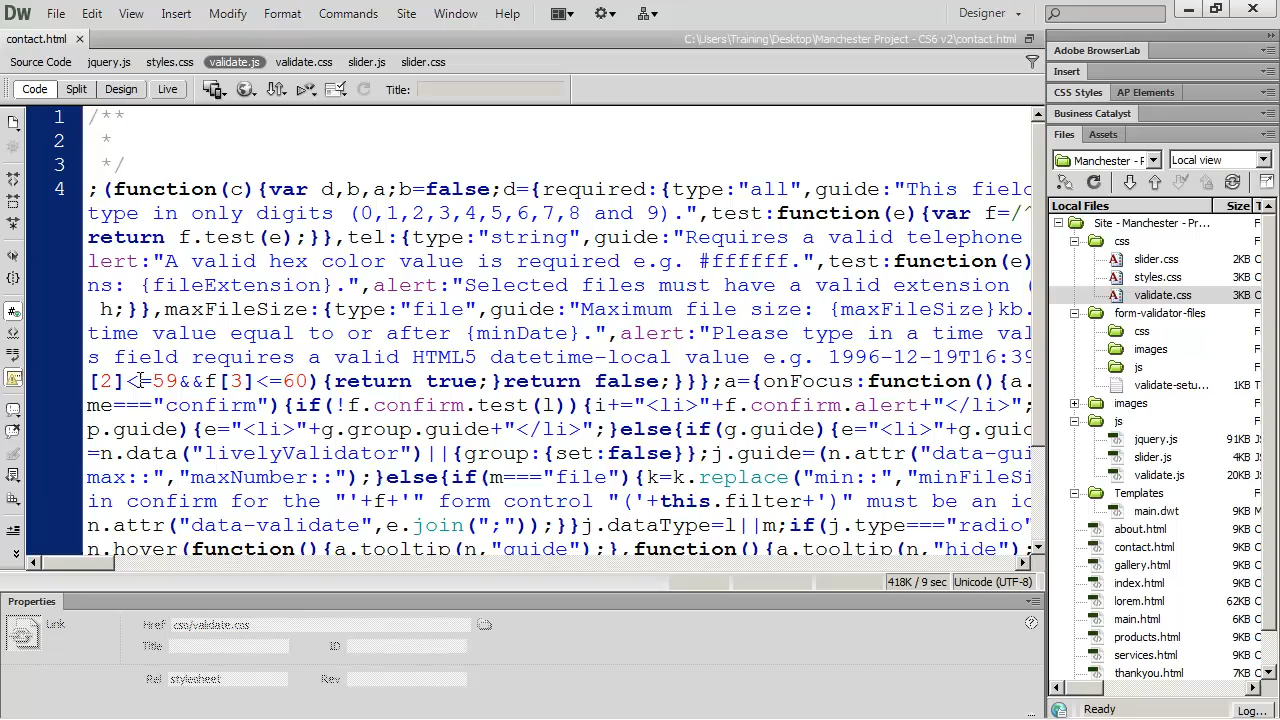 Dw File Edit View Insert Modify Format Commands Site Window Help Designer
contact.html C:\Users\Training\Desktop\Manchester Project - CS6 v2\contact.html
Source Code jquery.js styles.css validate.js validate.css slider.js slider.css
Code Split Design Live Title:
1 /**
2 *
3 */
4 ;(function(c){var d,b,a;b=false;d={required:{type:"all",guide:"This field
type in only digits (0,1,2,3,4,5,6,7,8 and 9).",test:function(e){var f=/^
return f.test(e);}},tel:{type:"string",guide:"Requires a valid telephone
lert:"A valid hex color value is required e.g. #ffffff.",test:function(e)
ns: {fileExtension}.",alert:"Selected files must have a valid extension (
h;}},maxFileSize:{type:"file",guide:"Maximum file size: {maxFileSize}kb.
time value equal to or after {minDate}.",alert:"Please type in a time val
s field requires a valid HTML5 datetime-local value e.g. 1996-12-19T16:39
[2]<=59&&f[3]<=60){return true;}return false;}}};a={onFocus:function(){a.
me==="confirm"){if(!f.confirm.test(l)){i+="<li>"+f.confirm.alert+"</li>";
p.guide){e="<li>"+g.group.guide+"</li>";}else{if(g.guide){e="<li>"+g.guid
=n.data("livelyValidator")||{group:{set:false}};j.guide=(n.attr("data-gu
max::","maxNumber::");}else{if(m==="file"){k=k.replace("min::","minFileSi
in confirm for the "'+f+'" form control "('+this.filter+')" must be an id
n.attr("data-validate",e.join(";"));}}j.dataType=l||m;if(j.type==="radio"
n.hover(function(){a.tooltip(n,"guide");},function(){a.tooltip(n,"hide");
418K / 9 sec Unicode (UTF-8)
Properties
Link Href css/validate.css
Title ID
Rel stylesheet Rev
Adobe BrowserLab
Insert
CSS Styles AP Elements
Business Catalyst
Files Assets
Manchester - F Local view
Local Files Size T
Site - Manchester - Pr... F
css F
slider.css 2KB C
styles.css 3KB C
validate.css 3KB C
form-validator-files F
css F
images F
js F
validate-setu... 1KB F
images F
js F
jquery.js 91KB J
slider.js 9KB J
validate.js 9KB J
Templates F
main.dwt 9KB
about.html 9KB F
contact.html 9KB F
gallery.html 9KB F
index.html 9KB F
lorem.html 62KB F
main.html 6KB F
products.html 9KB F
services.html 9KB F
thankyou.html 7KB F
Ready Log...